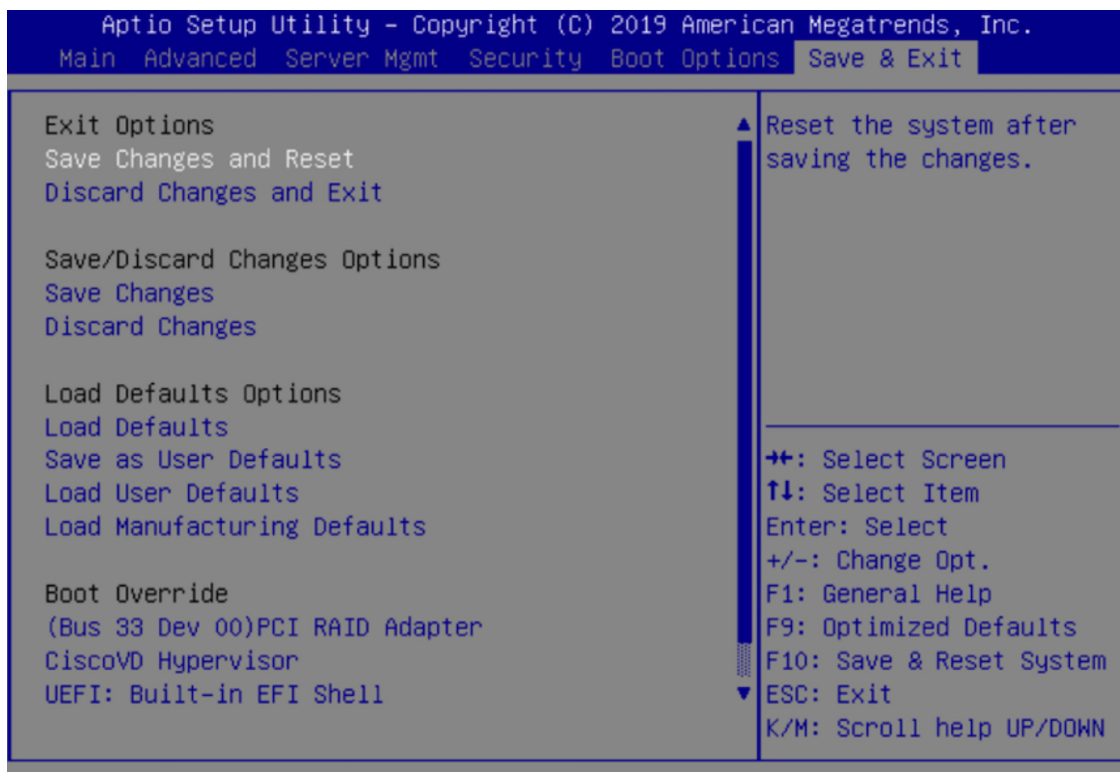 Aptio Setup Utility – Copyright (C) 2019 American Megatrends, Inc.
Main Advanced Server Mgmt Security Boot Options Save & Exit
Exit Options
Save Changes and Reset
Discard Changes and Exit
Save/Discard Changes Options
Save Changes
Discard Changes
Load Defaults Options
Load Defaults
Save as User Defaults
Load User Defaults
Load Manufacturing Defaults
Boot Override
(Bus 33 Dev 00)PCI RAID Adapter
CiscoVD Hypervisor
UEFI: Built-in EFI Shell
Reset the system after
saving the changes.
→←: Select Screen
↑↓: Select Item
Enter: Select
+/-: Change Opt.
F1: General Help
F9: Optimized Defaults
F10: Save & Reset System
ESC: Exit
K/M: Scroll help UP/DOWN